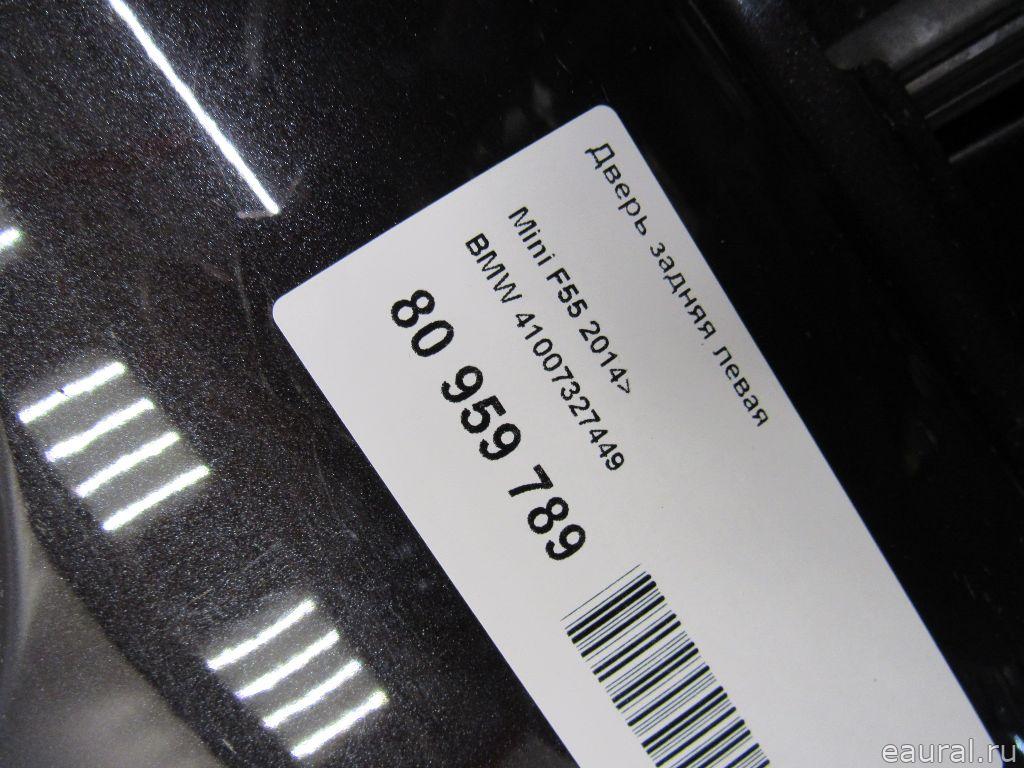 Дверь задняя левая
Mini F55 2014>
BMW 41007327449
80 959 789
eaural.ru